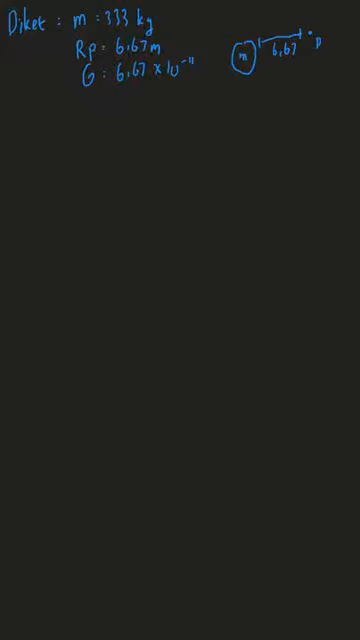 Diket : m = 333 kg
Rp = 6,67 m
G = 6,67 x 10⁻¹¹
m 6,67 p